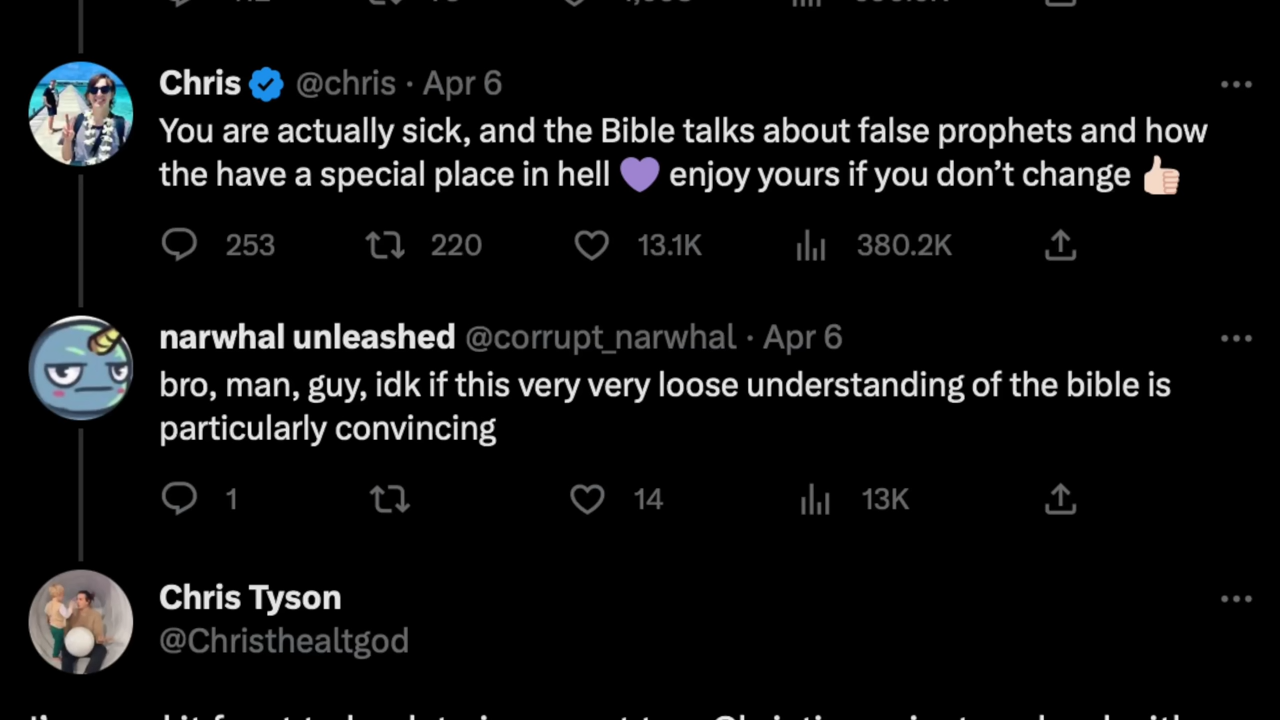 Chris @chris · Apr 6
You are actually sick, and the Bible talks about false prophets and how
the have a special place in hell 💜 enjoy yours if you don’t change 👍🏻
253 220 13.1K 380.2K
narwhal unleashed @corrupt_narwhal · Apr 6
bro, man, guy, idk if this very very loose understanding of the bible is
particularly convincing
1 14 13K
Chris Tyson
@Christhealtgod